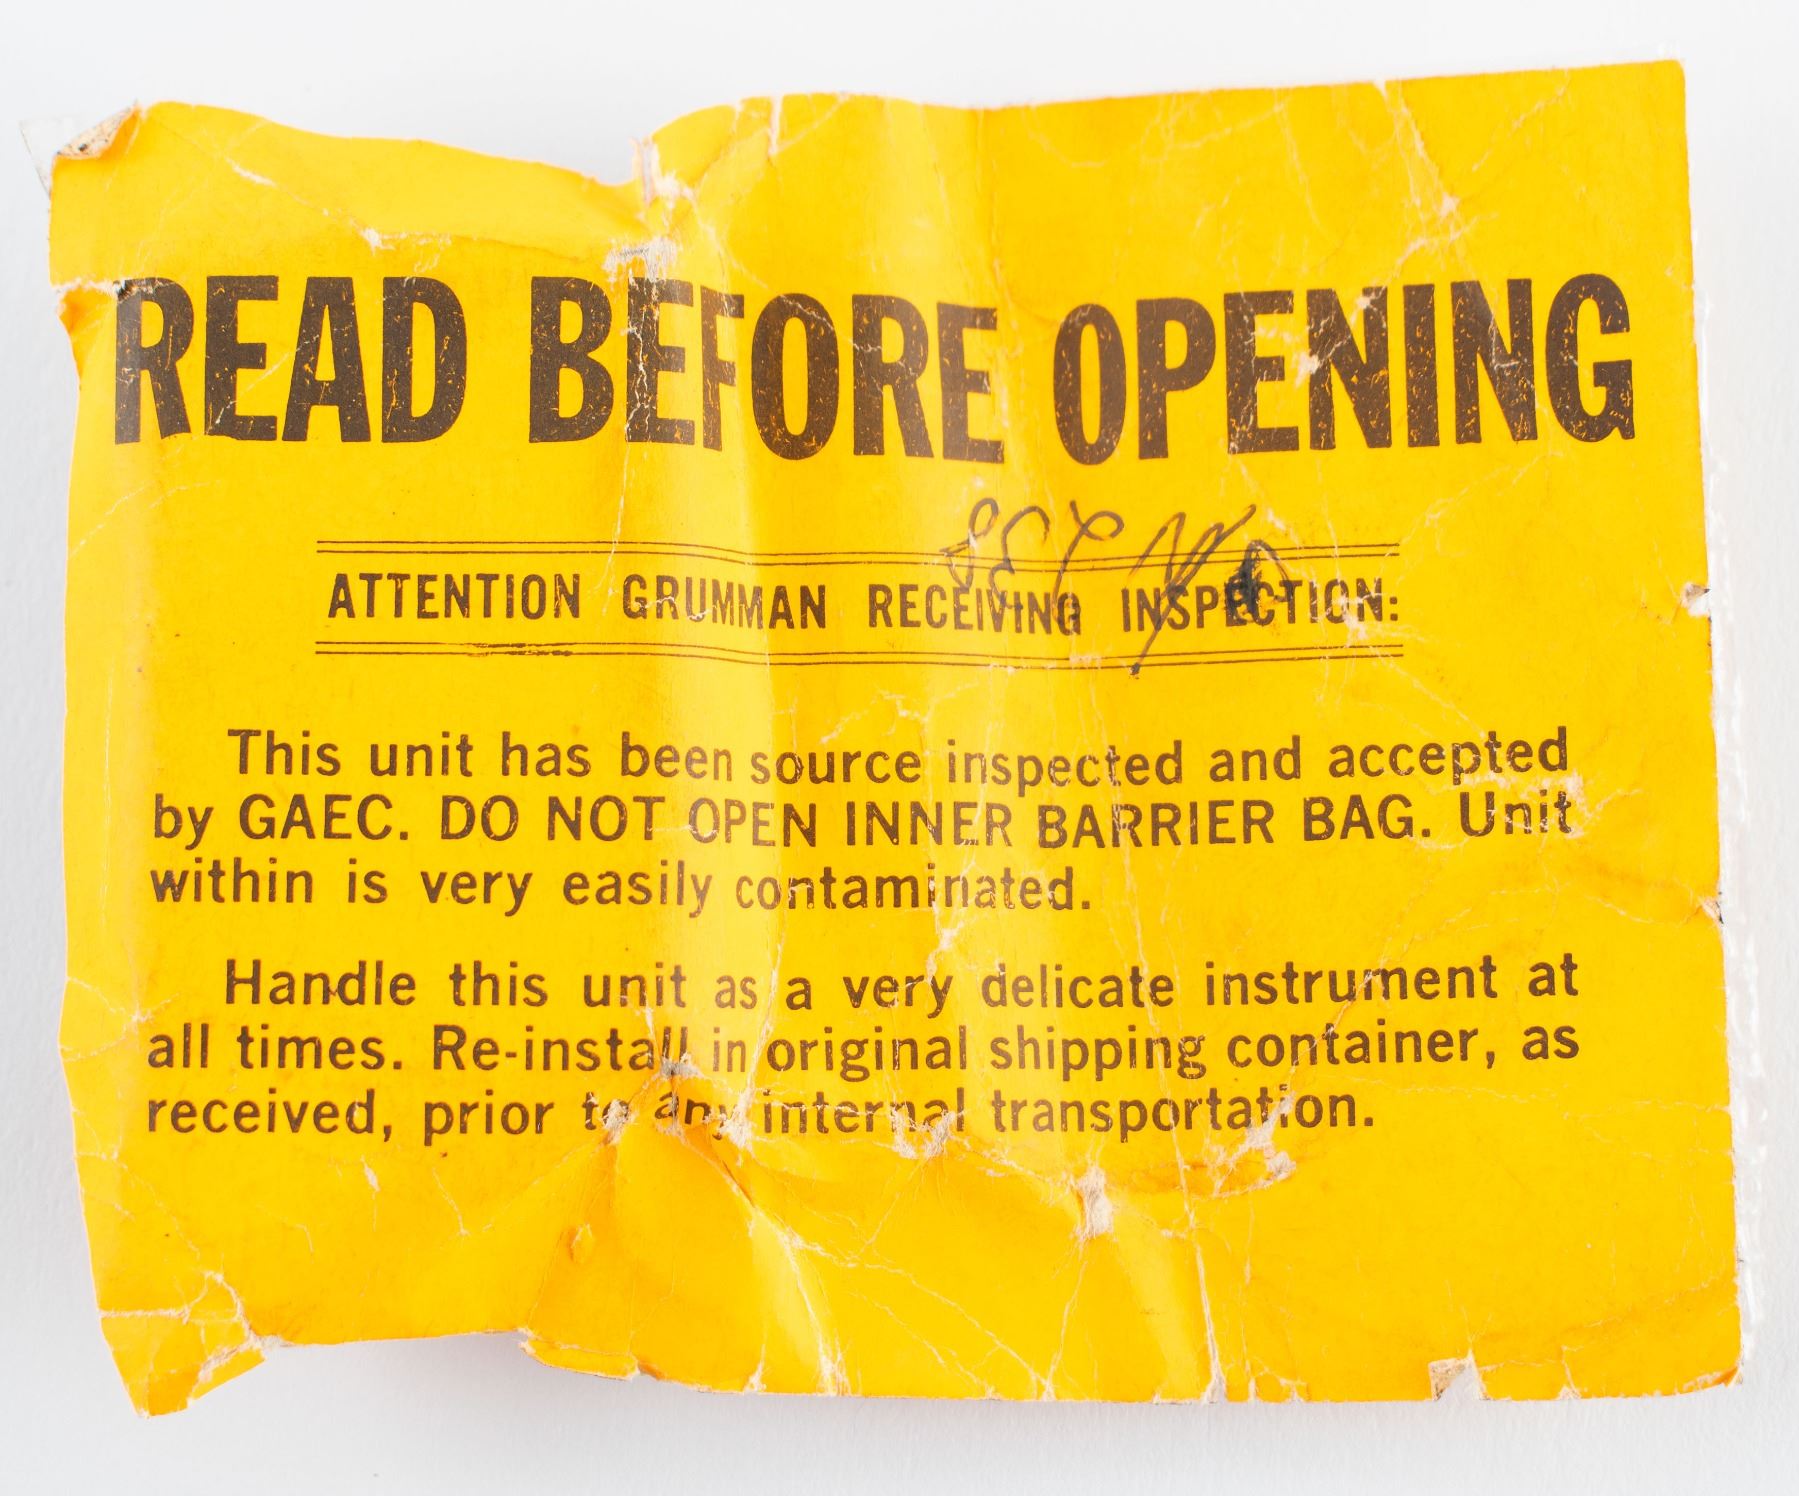 READ BEFORE OPENING
ATTENTION GRUMMAN RECEIVING INSPECTION:
This unit has been source inspected and accepted
by GAEC. DO NOT OPEN INNER BARRIER BAG. Unit
within is very easily contaminated.
Handle this unit as a very delicate instrument at
all times. Re-install in original shipping container, as
received, prior to any internal transportation.